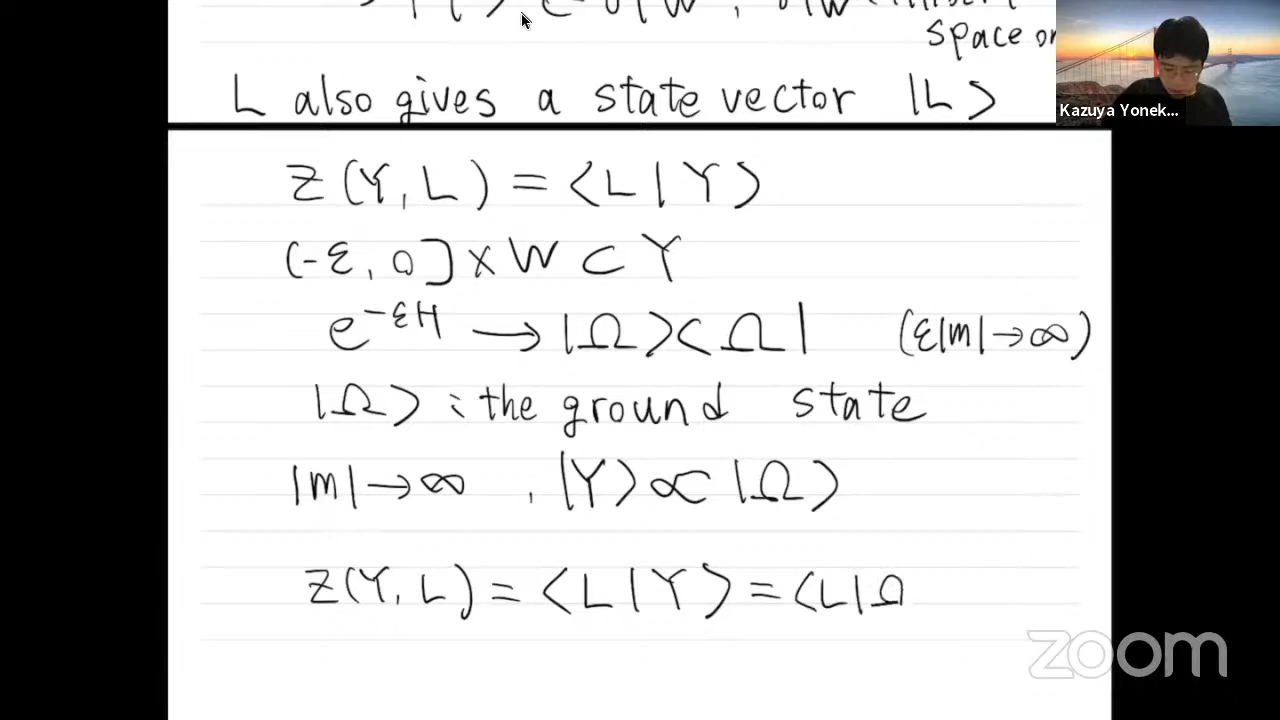 space or
L also gives a state vector |L>
Kazuya Yonek...
Z(Y, L) = <L|Y>
(-ε, 0] × W ⊂ Y
e^{-εH} → |Ω><Ω| (ε|m| → ∞)
|Ω> : the ground state
|m| → ∞ , |Y> ∝ |Ω>
Z(Y, L) = <L|Y> = <L|Ω
zoom